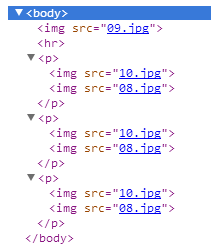 <body>
<img src="09.jpg">
<hr>
<p>
<img src="10.jpg">
<img src="08.jpg">
</p>
<p>
<img src="10.jpg">
<img src="08.jpg">
</p>
<p>
<img src="10.jpg">
<img src="08.jpg">
</p>
</body>